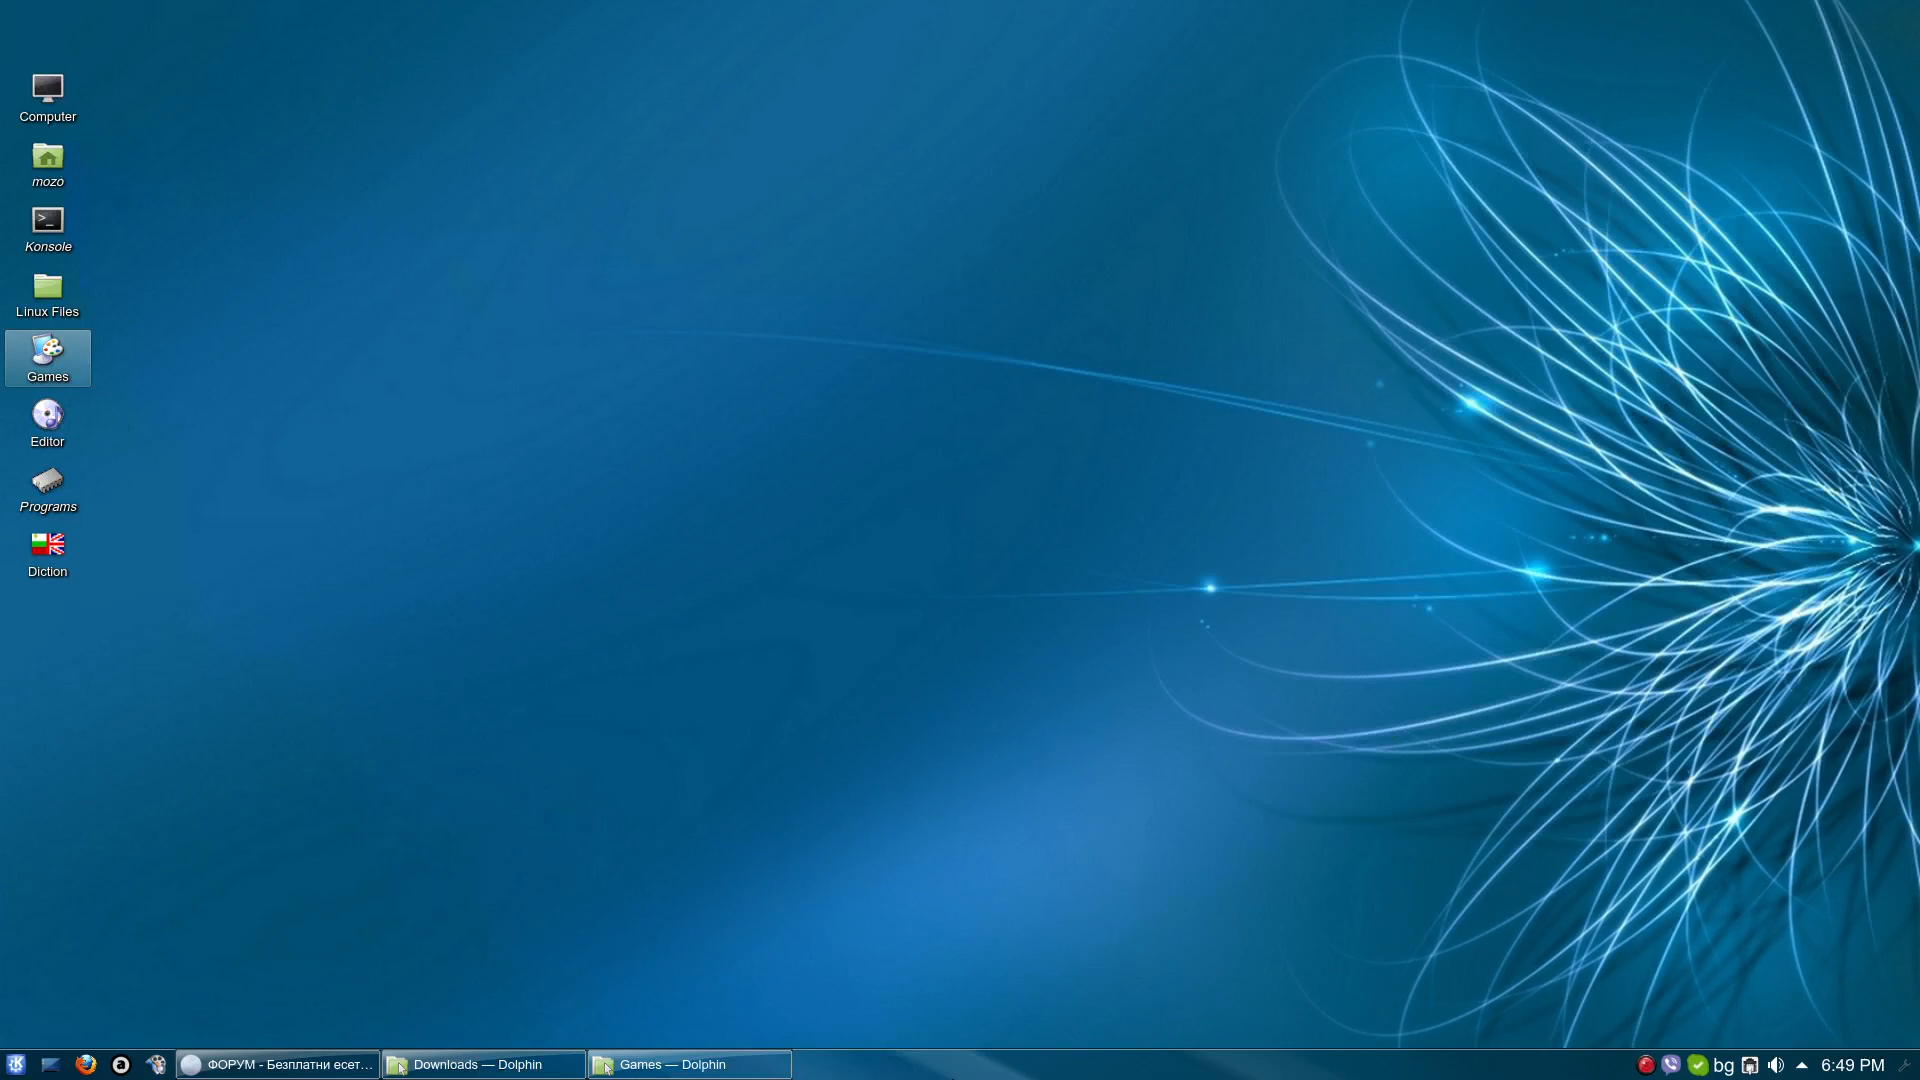 Computer
mozo
Konsole
Linux Files
Games
Editor
Programs
Diction
ФОРУМ - Безплатни есет...
Downloads — Dolphin
Games — Dolphin
bg
6:49 PM